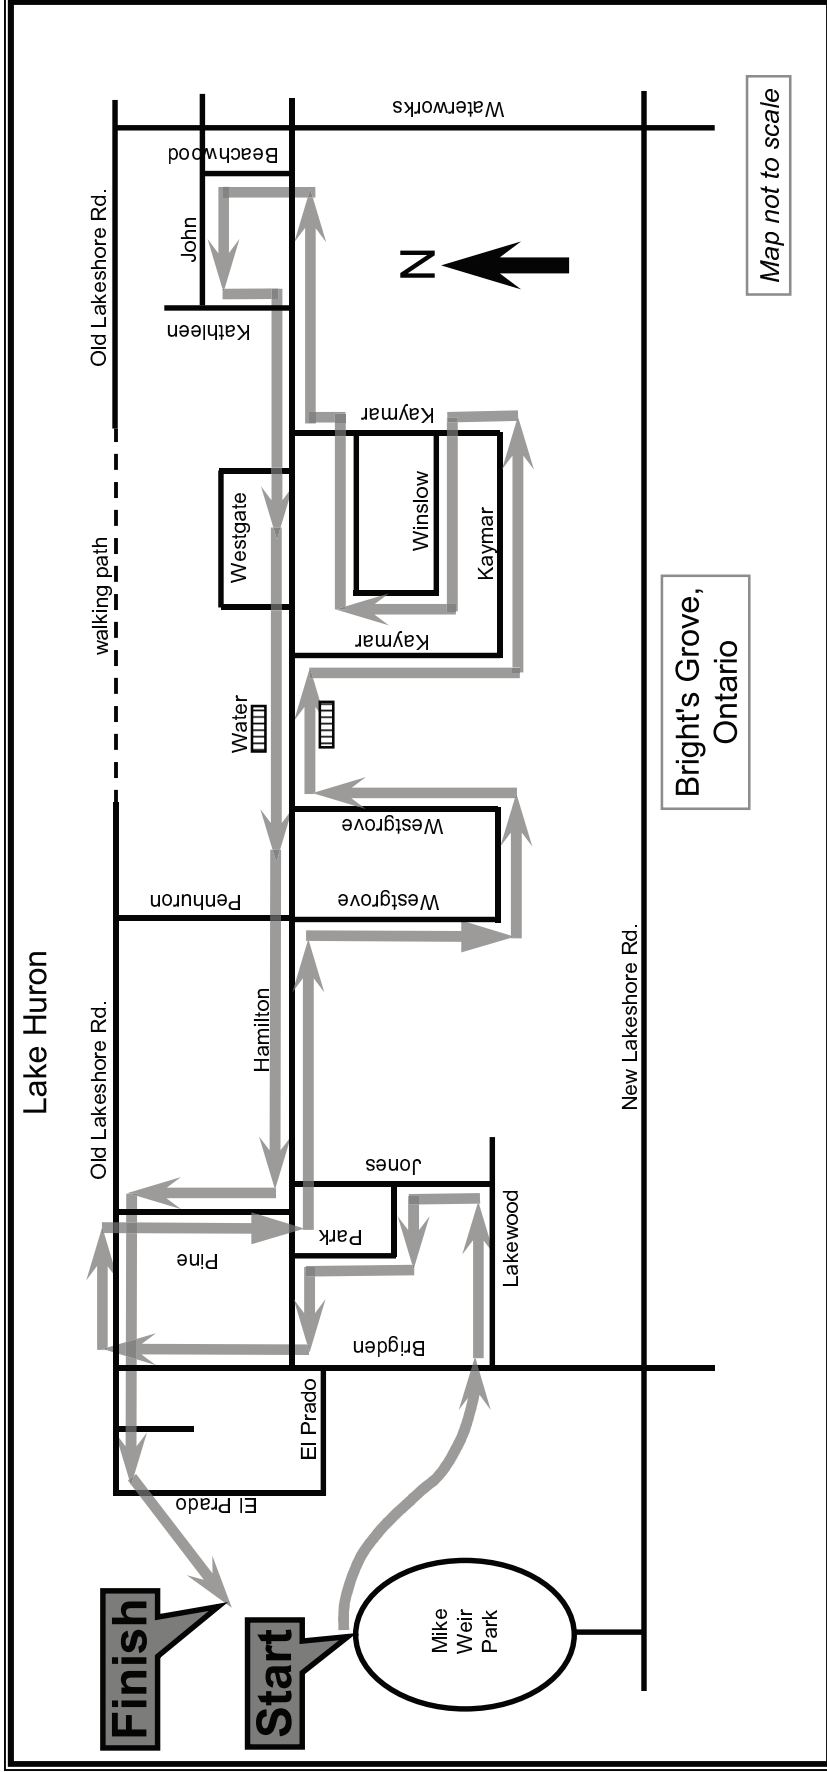 Lake Huron
Old Lakeshore Rd.
walking path
Old Lakeshore Rd.
Finish
El Prado
Pine
Penhuron
Kathleen
John
Beachwood
Start
El Prado
Hamilton
Water
Westgate
Brigden
Park
Jones
Westgrove
Westgrove
Kaymar
Winslow
Kaymar
Kaymar
Waterworks
N
Mike
Weir
Park
Lakewood
New Lakeshore Rd.
Bright's Grove,
Ontario
Map not to scale